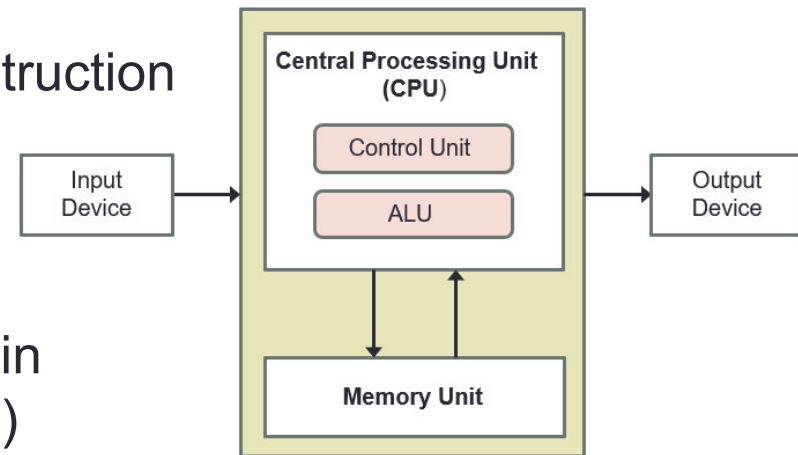 truction
Central Processing Unit
(CPU)
Control Unit
ALU
Input
Device
Output
Device
in
)
Memory Unit